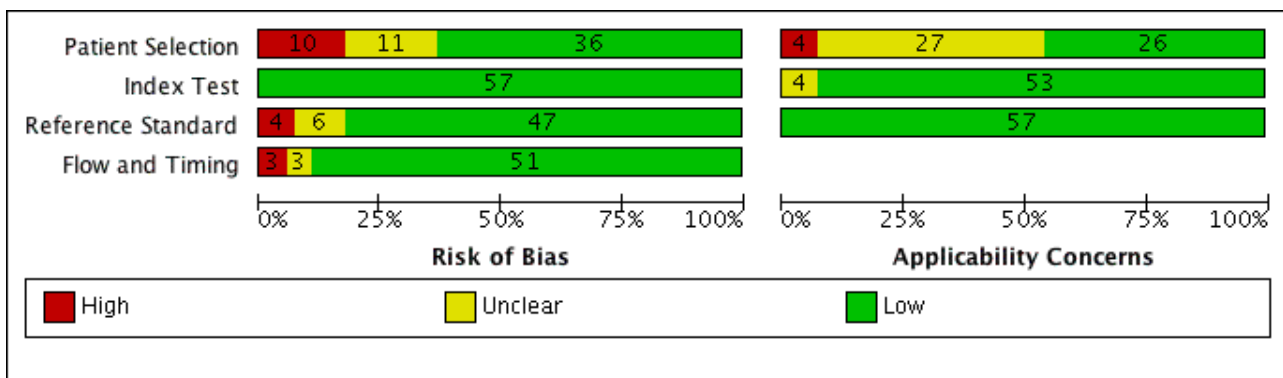 Patient Selection 10 11 36 4 27 26
Index Test 57 4 53
Reference Standard 4 6 47 57
Flow and Timing 3 3 51
0% 25% 50% 75% 100% 0% 25% 50% 75% 100%
Risk of Bias Applicability Concerns
High Unclear Low